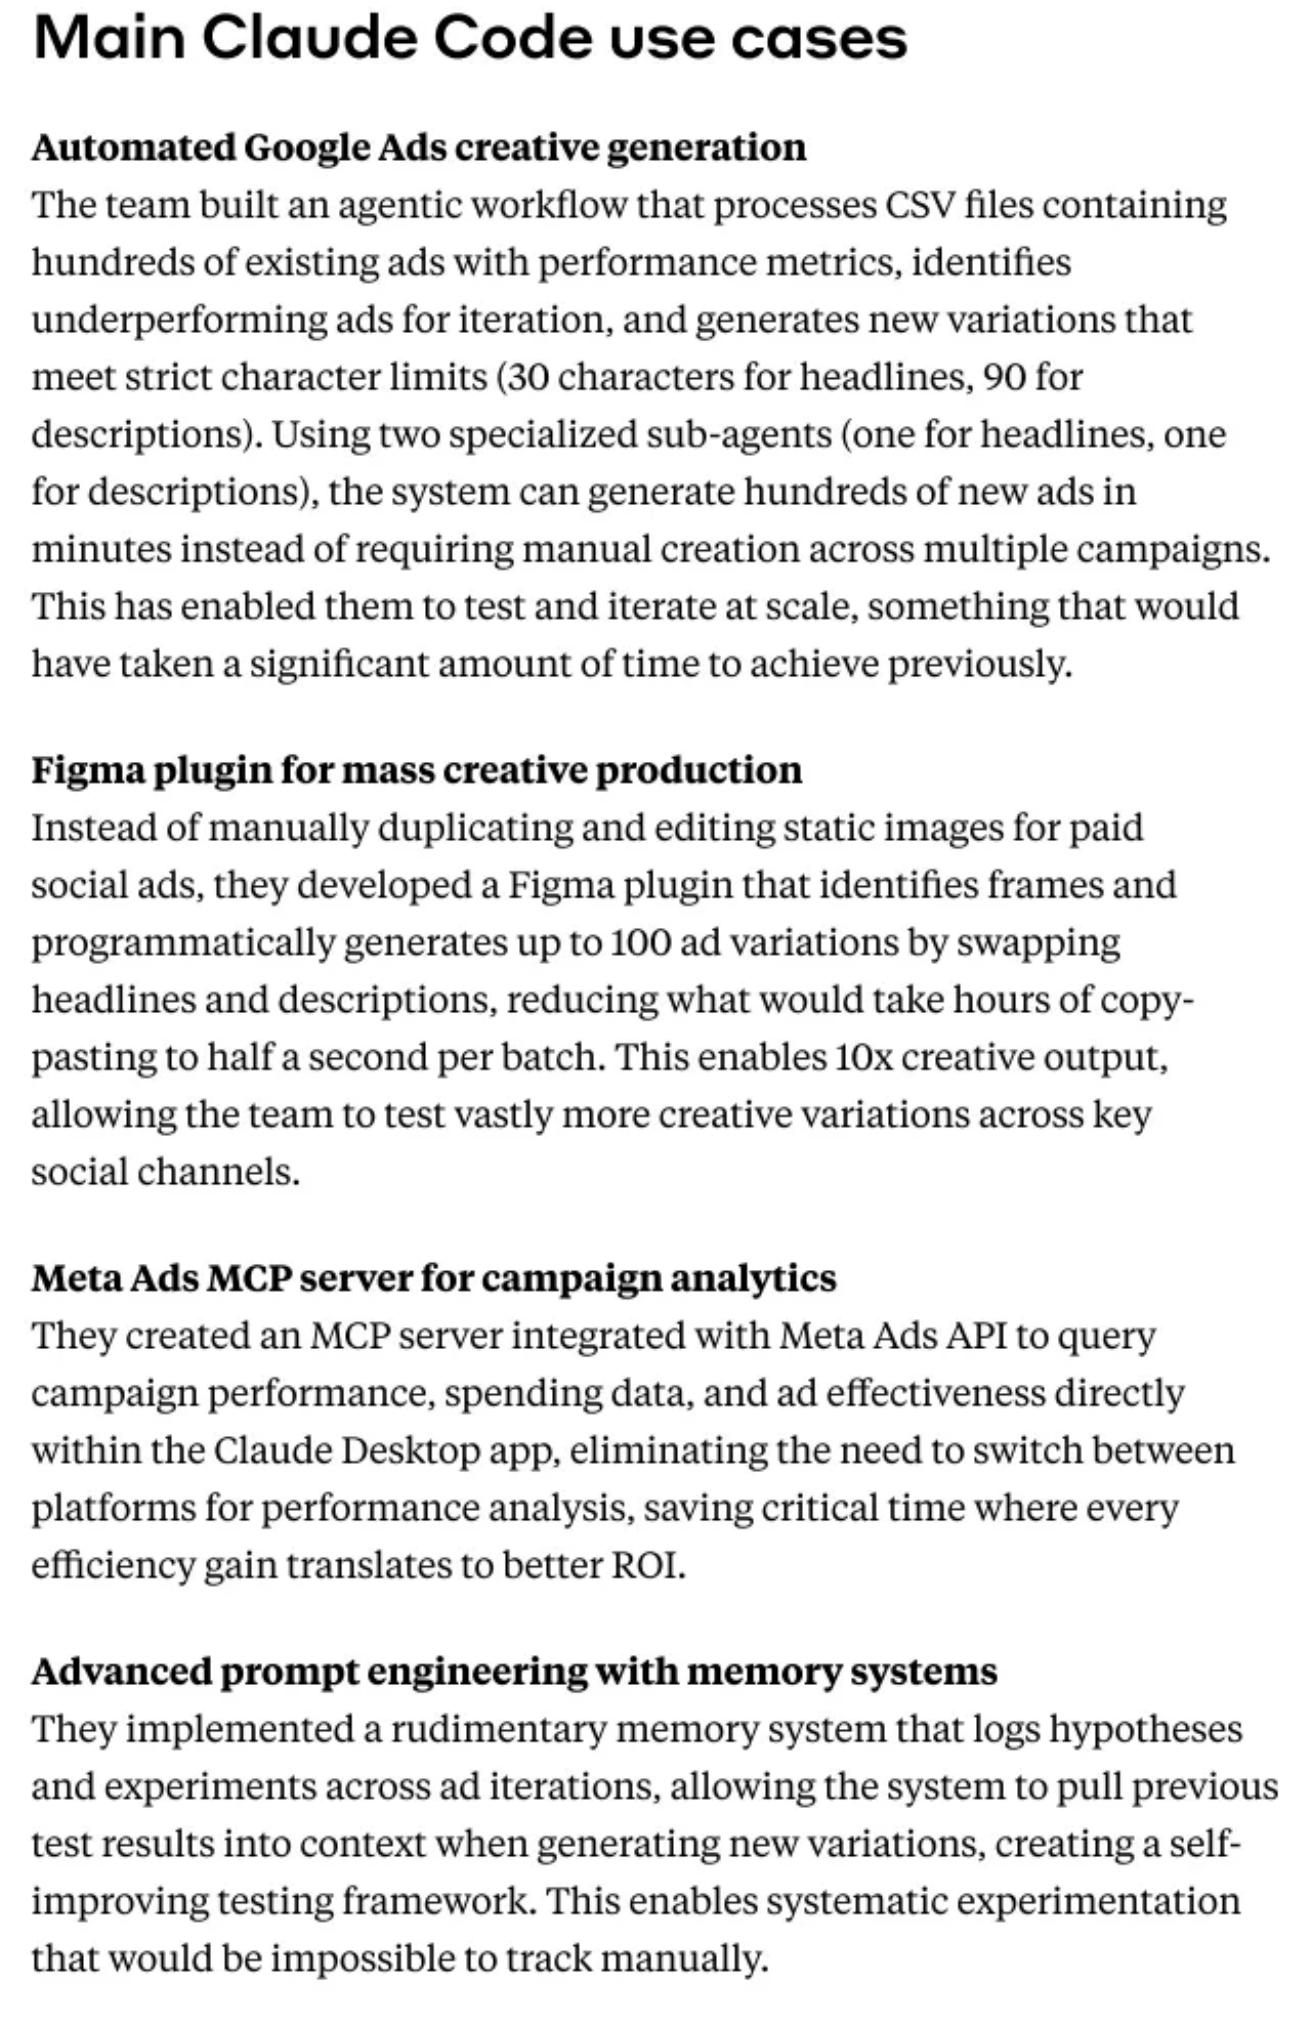 Main Claude Code use cases
Automated Google Ads creative generation
The team built an agentic workflow that processes CSV files containing
hundreds of existing ads with performance metrics, identifies
underperforming ads for iteration, and generates new variations that
meet strict character limits (30 characters for headlines, 90 for
descriptions). Using two specialized sub-agents (one for headlines, one
for descriptions), the system can generate hundreds of new ads in
minutes instead of requiring manual creation across multiple campaigns.
This has enabled them to test and iterate at scale, something that would
have taken a significant amount of time to achieve previously.
Figma plugin for mass creative production
Instead of manually duplicating and editing static images for paid
social ads, they developed a Figma plugin that identifies frames and
programmatically generates up to 100 ad variations by swapping
headlines and descriptions, reducing what would take hours of copy-
pasting to half a second per batch. This enables 10x creative output,
allowing the team to test vastly more creative variations across key
social channels.
Meta Ads MCP server for campaign analytics
They created an MCP server integrated with Meta Ads API to query
campaign performance, spending data, and ad effectiveness directly
within the Claude Desktop app, eliminating the need to switch between
platforms for performance analysis, saving critical time where every
efficiency gain translates to better ROI.
Advanced prompt engineering with memory systems
They implemented a rudimentary memory system that logs hypotheses
and experiments across ad iterations, allowing the system to pull previous
test results into context when generating new variations, creating a self-
improving testing framework. This enables systematic experimentation
that would be impossible to track manually.